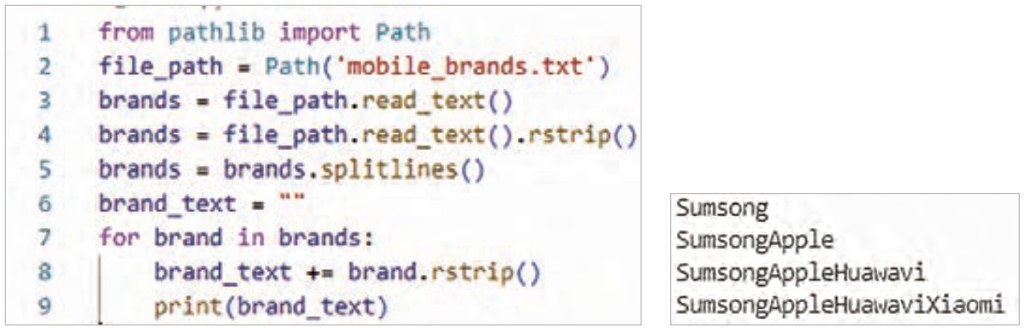 1 from pathlib import Path
2 file_path = Path('mobile_brands.txt')
3 brands = file_path.read_text()
4 brands = file_path.read_text().rstrip()
5 brands = brands.splitlines()
6 brand_text = ""
7 for brand in brands:
8 brand_text += brand.rstrip()
9 print(brand_text)
Sumsong
SumsongApple
SumsongAppleHuawavi
SumsongAppleHuawaviXiaomi